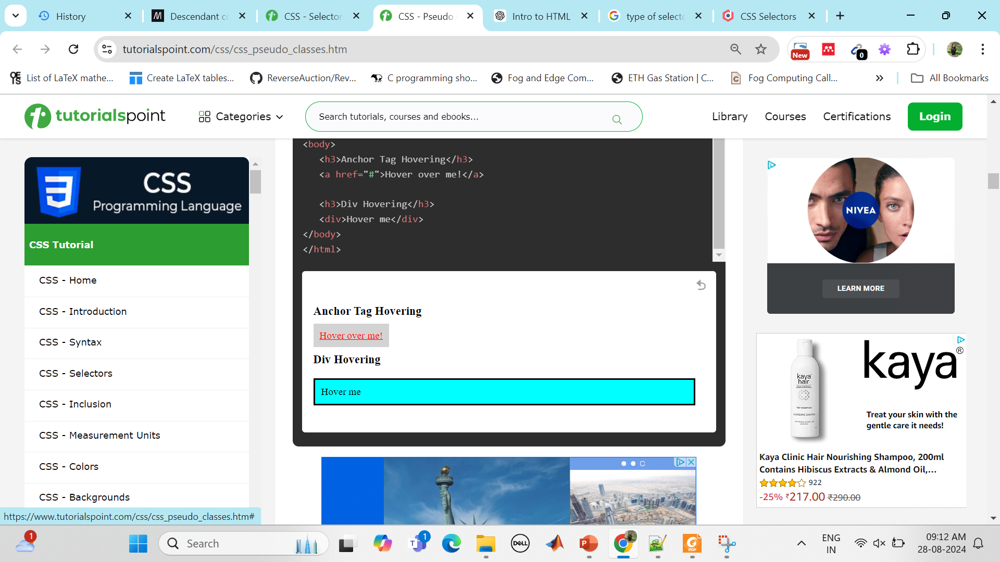 History
Descendant co
CSS - Selector
CSS - Pseudo
Intro to HTML
type of selecto
CSS Selectors
tutorialspoint.com/css/css_pseudo_classes.htm
New
0
List of LaTeX mathe...
Create LaTeX tables...
ReverseAuction/Rev...
C programming sho...
Fog and Edge Com...
ETH Gas Station | C...
Fog Computing Call...
All Bookmarks
tutorialspoint
Categories
Search tutorials, courses and ebooks...
Library
Courses
Certifications
Login
CSS
Programming Language
CSS Tutorial
CSS - Home
CSS - Introduction
CSS - Syntax
CSS - Selectors
CSS - Inclusion
CSS - Measurement Units
CSS - Colors
CSS - Backgrounds
https://www.tutorialspoint.com/css/css_pseudo_classes.htm#
<body>
<h3>Anchor Tag Hovering</h3>
<a href="#">Hover over me!</a>
<h3>Div Hovering</h3>
<div>Hover me</div>
</body>
</html>
Anchor Tag Hovering
Hover over me!
Div Hovering
Hover me
NIVEA
LEARN MORE
kaya®
kaya
hair
Treat your skin with the
gentle care it needs!
Kaya Clinic Hair Nourishing Shampoo, 200ml
Contains Hibiscus Extracts & Almond Oil,...
922
-25% ₹217.00 ₹290.00
1
Search
1
DELL
PDF
ENG
IN
09:12 AM
28-08-2024